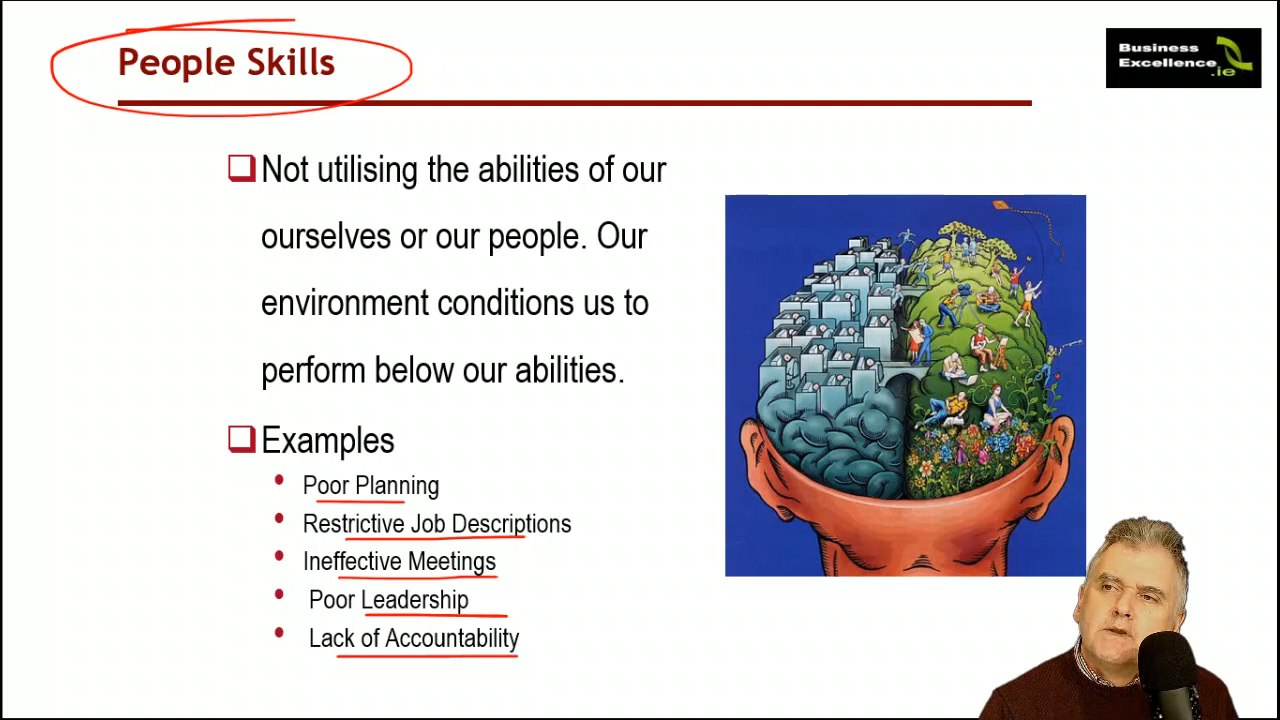 People Skills
Business
Excellence
.ie
Not utilising the abilities of our
ourselves or our people. Our
environment conditions us to
perform below our abilities.
Examples
Poor Planning
Restrictive Job Descriptions
Ineffective Meetings
Poor Leadership
Lack of Accountability